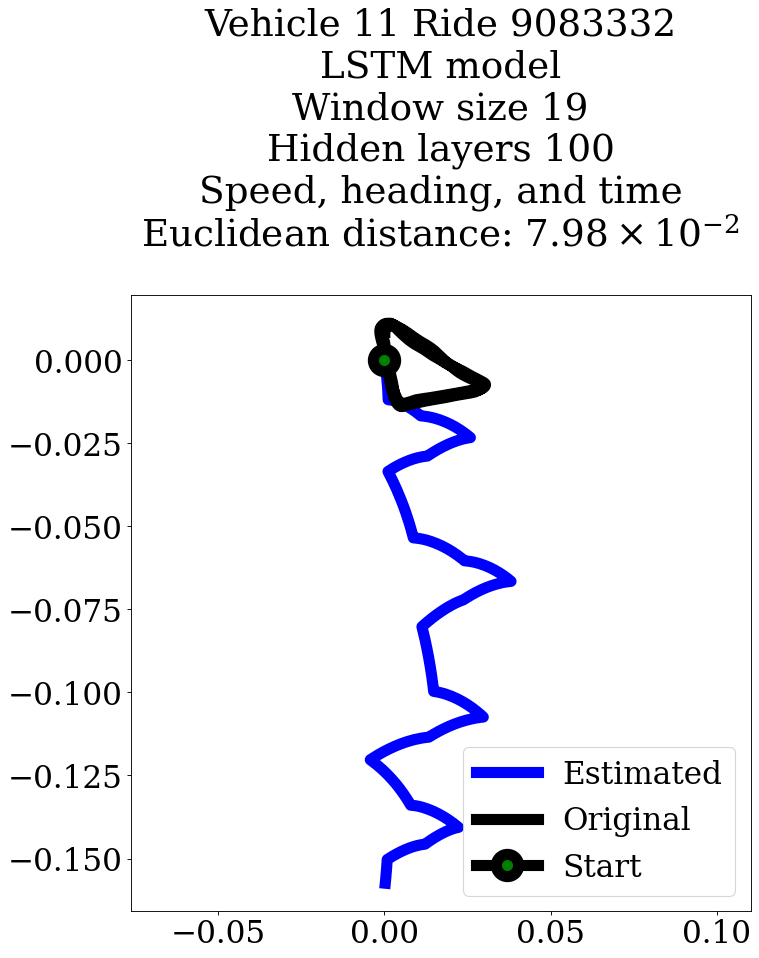 Vehicle 11 Ride 9083332
LSTM model
Window size 19
Hidden layers 100
Speed, heading, and time
Euclidean distance: 7.98 × 10⁻²
0.000
−0.025
−0.050
−0.075
−0.100
−0.125
−0.150
Estimated
Original
Start
−0.05 0.00 0.05 0.10